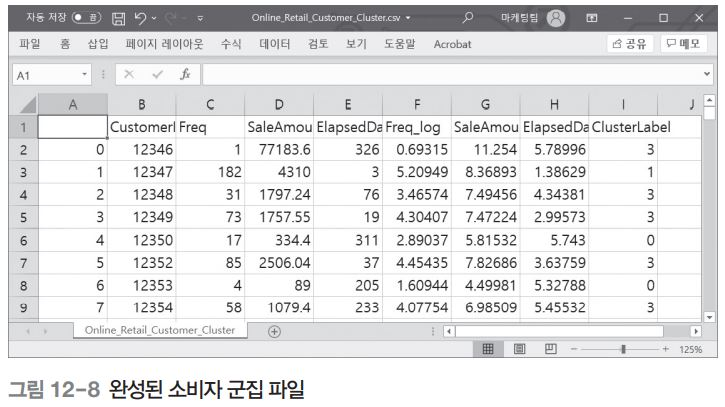 자동 저장 끔 Online_Retail_Customer_Cluster.csv 마케팅팀
파일 홈 삽입 페이지 레이아웃 수식 데이터 검토 보기 도움말 Acrobat 공유 메모
A1 fx
A B C D E F G H I J
1 CustomerI Freq SaleAmou ElapsedDa Freq_log SaleAmou ElapsedDa ClusterLabel
2 0 12346 1 77183.6 326 0.69315 11.254 5.78996 3
3 1 12347 182 4310 3 5.20949 8.36893 1.38629 1
4 2 12348 31 1797.24 76 3.46574 7.49456 4.34381 3
5 3 12349 73 1757.55 19 4.30407 7.47224 2.99573 3
6 4 12350 17 334.4 311 2.89037 5.81532 5.743 0
7 5 12352 85 2506.04 37 4.45435 7.82686 3.63759 3
8 6 12353 4 89 205 1.60944 4.49981 5.32788 0
9 7 12354 58 1079.4 233 4.07754 6.98509 5.45532 3
Online_Retail_Customer_Cluster
125%
그림 12-8 완성된 소비자 군집 파일